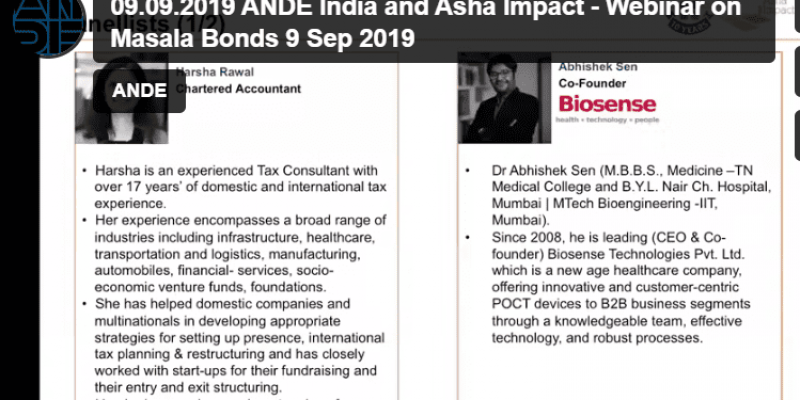 09.09.2019 ANDE India and Asha Impact - Webinar on
Masala Bonds 9 Sep 2019
ANDE
nellists (1/2)
Harsha Rawal
Chartered Accountant
• Harsha is an experienced Tax Consultant with
over 17 years' of domestic and international tax
experience.
• Her experience encompasses a broad range of
industries including infrastructure, healthcare,
transportation and logistics, manufacturing,
automobiles, financial- services, socio-
economic venture funds, foundations.
• She has helped domestic companies and
multinationals in developing appropriate
strategies for setting up presence, international
tax planning & restructuring and has closely
worked with start-ups for their fundraising and
their entry and exit structuring.
Abhishek Sen
Co-Founder
Biosense
health • technology • people
• Dr Abhishek Sen (M.B.B.S., Medicine –TN
Medical College and B.Y.L. Nair Ch. Hospital,
Mumbai | MTech Bioengineering -IIT,
Mumbai).
• Since 2008, he is leading (CEO & Co-
founder) Biosense Technologies Pvt. Ltd.
which is a new age healthcare company,
offering innovative and customer-centric
POCT devices to B2B business segments
through a knowledgeable team, effective
technology, and robust processes.